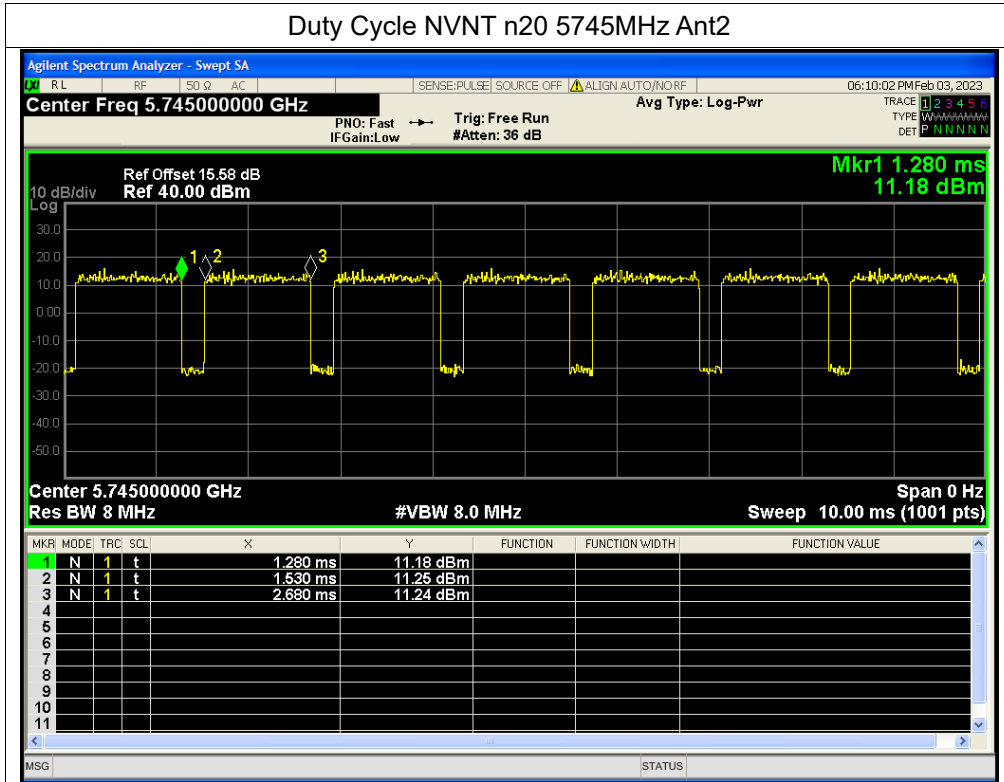 Duty Cycle NVNT n20 5745MHz Ant2
Agilent Spectrum Analyzer - Swept SA
LXI RL RF 50 Ω AC SENSE:PULSE SOURCE OFF ALIGN AUTO/NORF 06:10:02 PM Feb 03, 2023
Center Freq 5.745000000 GHz Avg Type: Log-Pwr TRACE 1 2 3 4 5 6
PNO: Fast Trig: Free Run TYPE W
IFGain:Low #Atten: 36 dB DET P N N N N N
Mkr1 1.280 ms
Ref Offset 15.58 dB
10 dB/div Ref 40.00 dBm 11.18 dBm
Log
30.0
20.0 1 2 3
10.0
0.00
-10.0
-20.0
-30.0
-40.0
-50.0
Center 5.745000000 GHz Span 0 Hz
Res BW 8 MHz #VBW 8.0 MHz Sweep 10.00 ms (1001 pts)
MKR MODE TRC SCL X Y FUNCTION FUNCTION WIDTH FUNCTION VALUE
1 N 1 t 1.280 ms 11.18 dBm
2 N 1 t 1.530 ms 11.25 dBm
3 N 1 t 2.680 ms 11.24 dBm
4
5
6
7
8
9
10
11
MSG STATUS